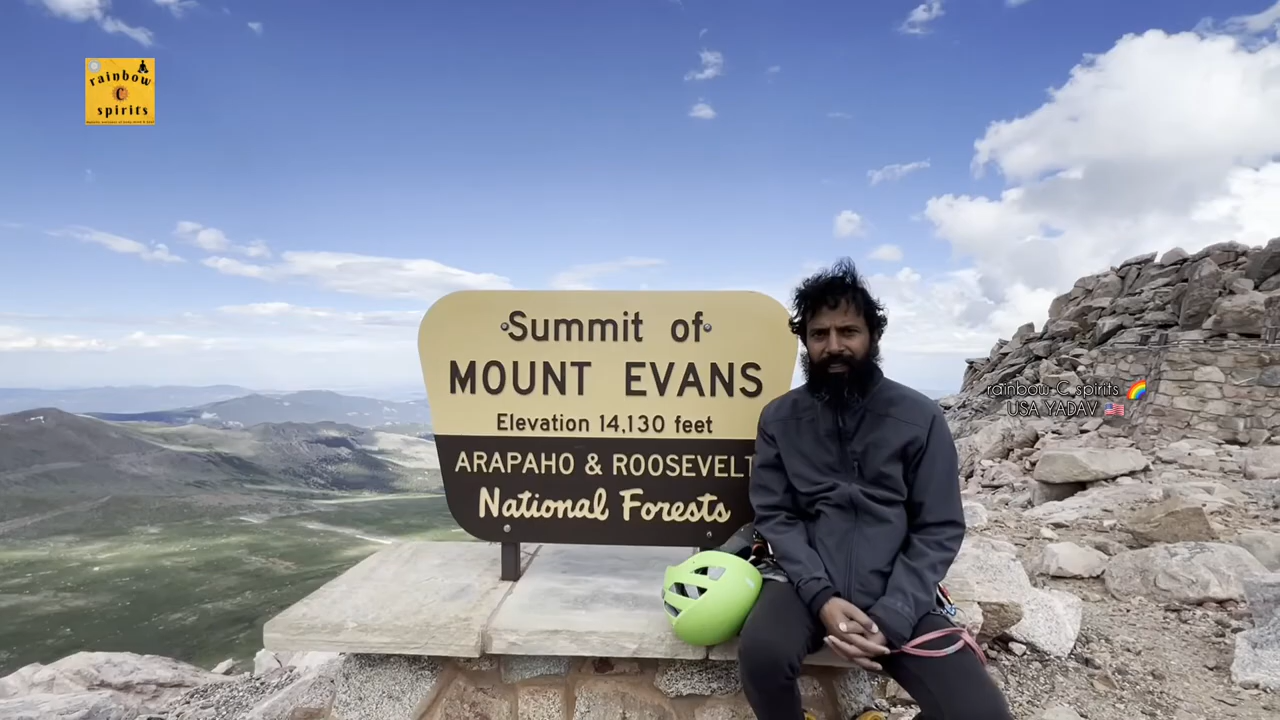 rainbow
C
spirits
Summit of
MOUNT EVANS
Elevation 14,130 feet
ARAPAHO & ROOSEVELT
National Forests
rainbow C spirits 🌈
USA YADAV 🇺🇸